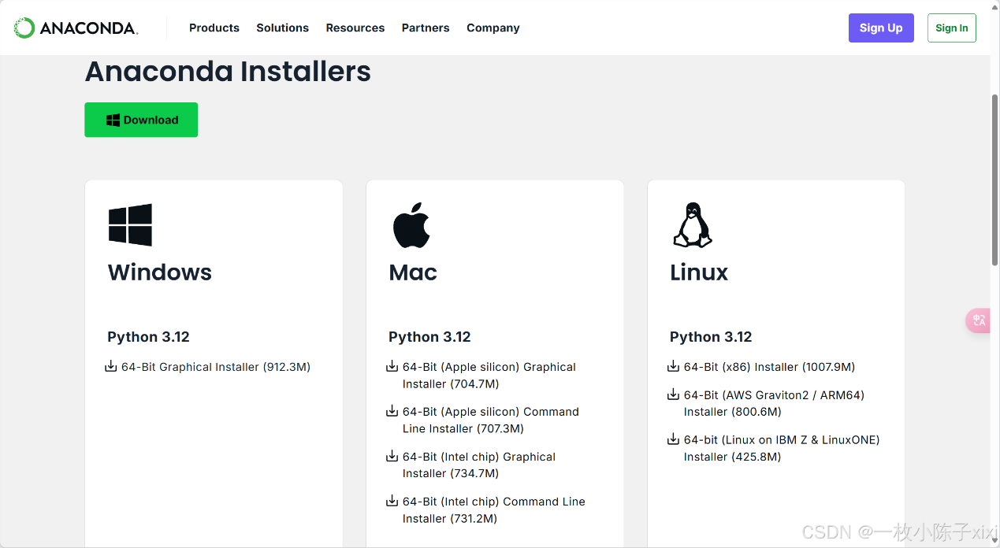 ANACONDA.
Products
Solutions
Resources
Partners
Company
Sign Up
Sign In
Anaconda Installers
Download
Windows
Python 3.12
64-Bit Graphical Installer (912.3M)
Mac
Python 3.12
64-Bit (Apple silicon) Graphical
Installer (704.7M)
64-Bit (Apple silicon) Command
Line Installer (707.3M)
64-Bit (Intel chip) Graphical
Installer (734.7M)
64-Bit (Intel chip) Command Line
Installer (731.2M)
Linux
Python 3.12
64-Bit (x86) Installer (1007.9M)
64-Bit (AWS Graviton2 / ARM64)
Installer (800.6M)
64-bit (Linux on IBM Z & LinuxONE)
Installer (425.8M)
中A
CSDN @一枚小陈子xixi